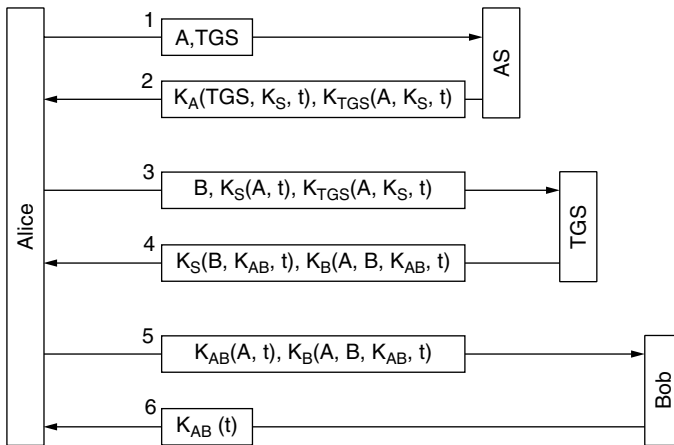 1
A,TGS
AS
2
K_A(TGS, K_S, t), K_TGS(A, K_S, t)
3
B, K_S(A, t), K_TGS(A, K_S, t)
Alice
TGS
4
K_S(B, K_AB, t), K_B(A, B, K_AB, t)
5
K_AB(A, t), K_B(A, B, K_AB, t)
Bob
6
K_AB (t)